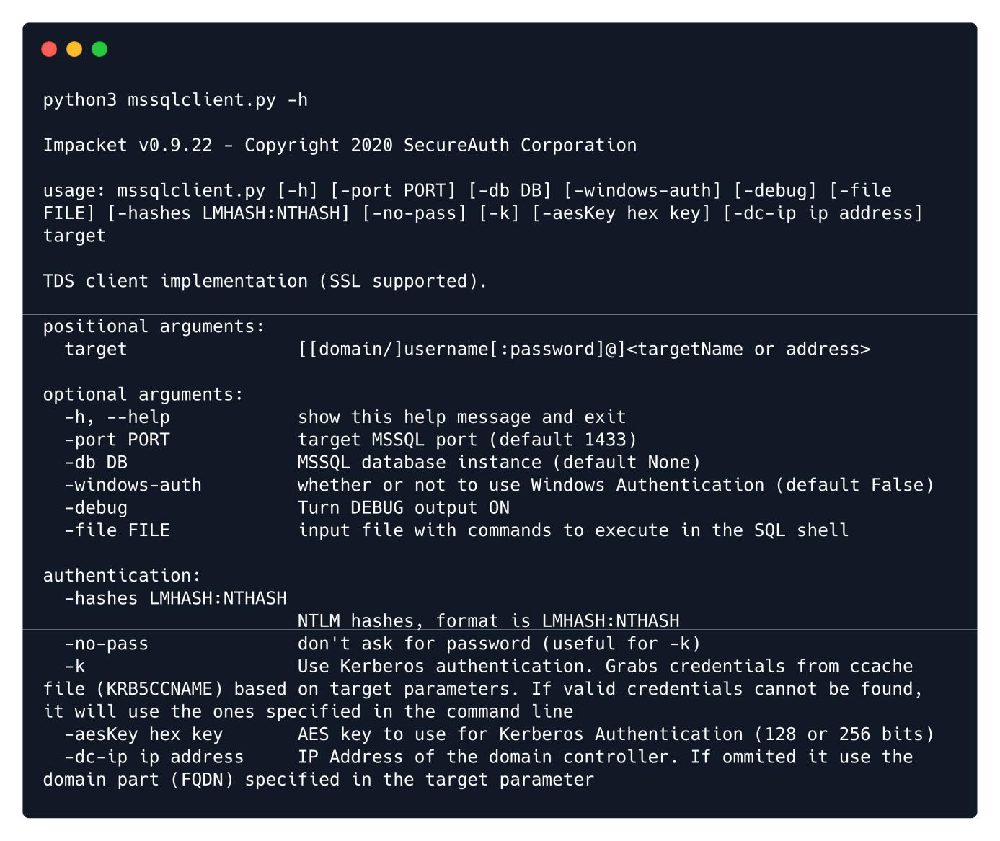 python3 mssqlclient.py -h
Impacket v0.9.22 - Copyright 2020 SecureAuth Corporation
usage: mssqlclient.py [-h] [-port PORT] [-db DB] [-windows-auth] [-debug] [-file
FILE] [-hashes LMHASH:NTHASH] [-no-pass] [-k] [-aesKey hex key] [-dc-ip ip address]
target
TDS client implementation (SSL supported).
positional arguments:
  target                [[domain/]username[:password]@]<targetName or address>
optional arguments:
  -h, --help            show this help message and exit
  -port PORT            target MSSQL port (default 1433)
  -db DB                MSSQL database instance (default None)
  -windows-auth         whether or not to use Windows Authentication (default False)
  -debug                Turn DEBUG output ON
  -file FILE            input file with commands to execute in the SQL shell
authentication:
  -hashes LMHASH:NTHASH
                        NTLM hashes, format is LMHASH:NTHASH
  -no-pass              don't ask for password (useful for -k)
  -k                    Use Kerberos authentication. Grabs credentials from ccache
file (KRB5CCNAME) based on target parameters. If valid credentials cannot be found,
it will use the ones specified in the command line
  -aesKey hex key       AES key to use for Kerberos Authentication (128 or 256 bits)
  -dc-ip ip address     IP Address of the domain controller. If ommited it use the
domain part (FQDN) specified in the target parameter